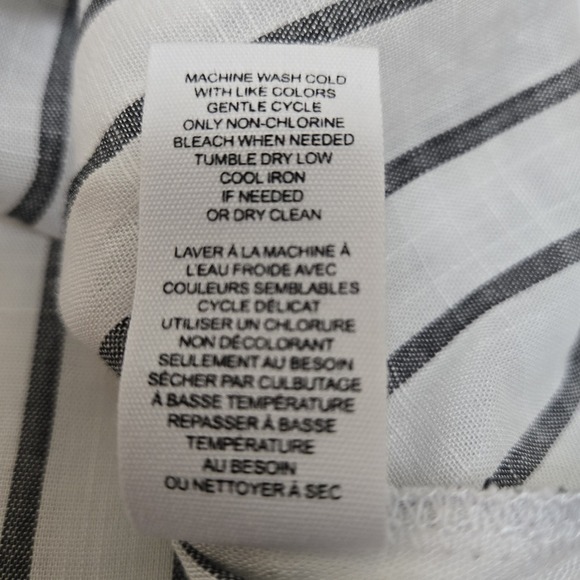 MACHINE WASH COLD
WITH LIKE COLORS
GENTLE CYCLE
ONLY NON-CHLORINE
BLEACH WHEN NEEDED
TUMBLE DRY LOW
COOL IRON
IF NEEDED
OR DRY CLEAN
LAVER À LA MACHINE À
L'EAU FROIDE AVEC
COULEURS SEMBLABLES
CYCLE DÉLICAT
UTILISER UN CHLORURE
NON DÉCOLORANT
SEULEMENT AU BESOIN
SÉCHER PAR CULBUTAGE
À BASSE TEMPÉRATURE
REPASSER À BASSE
TEMPÉRATURE
AU BESOIN
OU NETTOYER À SEC